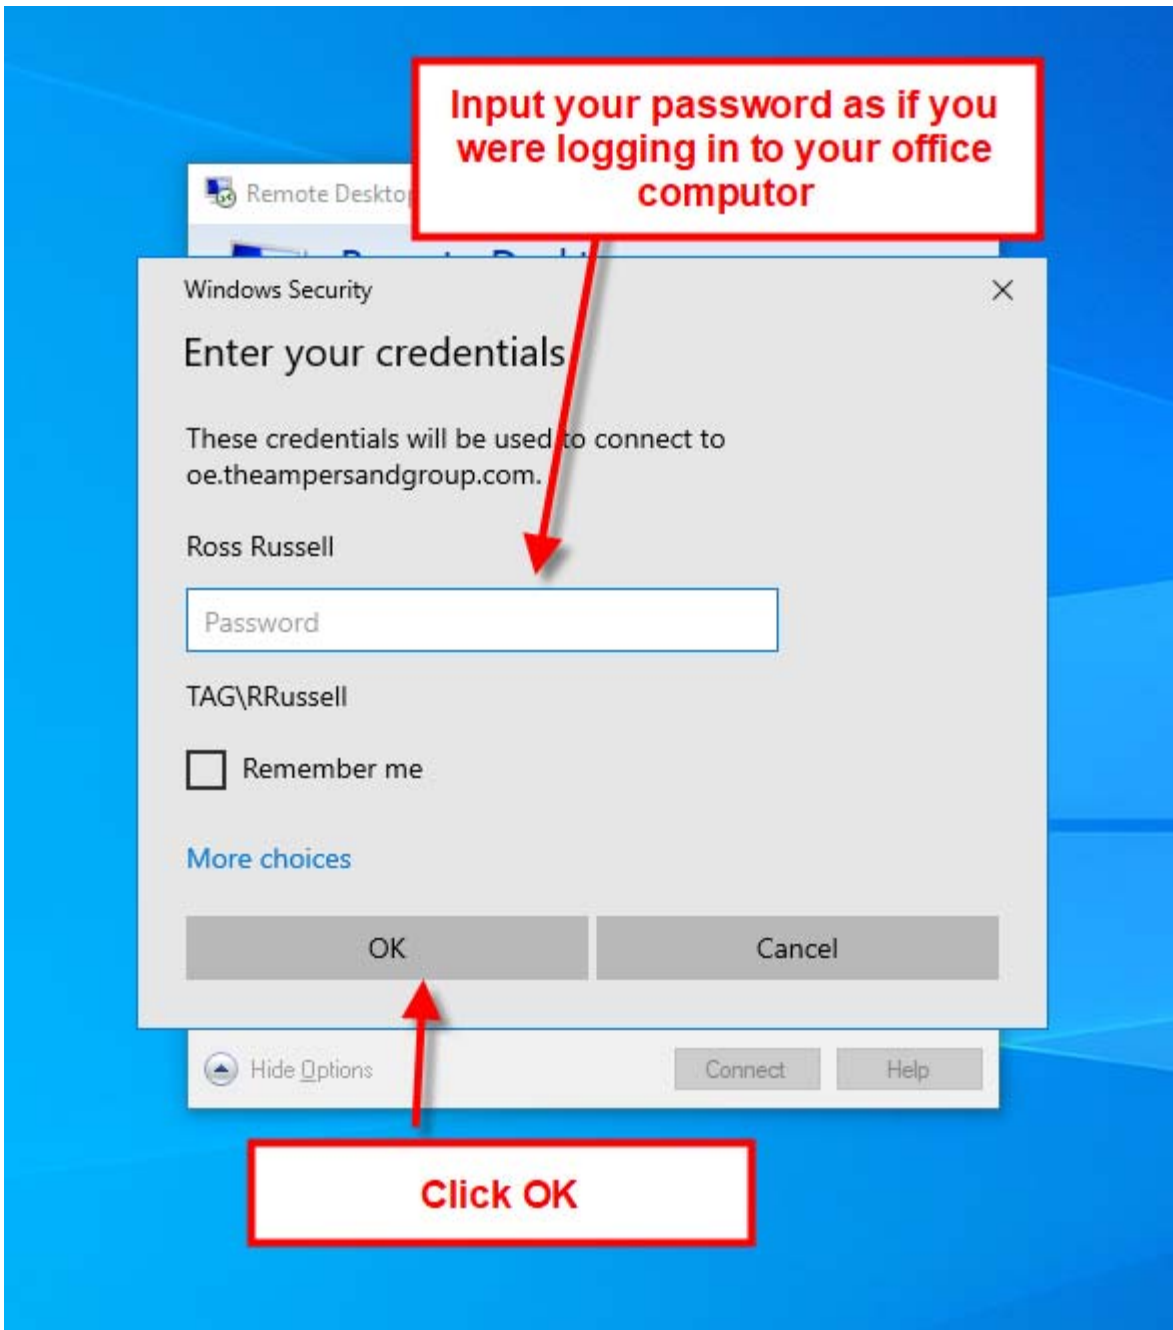 Input your password as if you
were logging in to your office
computor
Remote Desktop
Windows Security
Enter your credentials
These credentials will be used to connect to
oe.theampersandgroup.com.
Ross Russell
Password
TAG\RRussell
Remember me
More choices
OK
Cancel
Hide Options
Connect
Help
Click OK